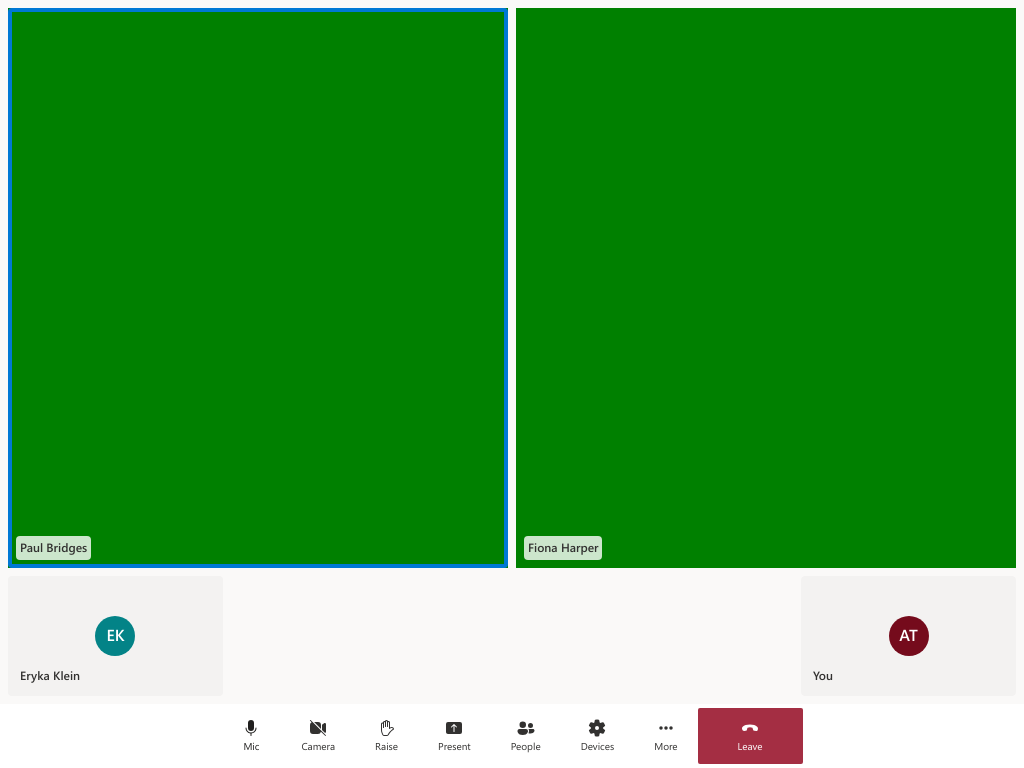 Paul Bridges
Fiona Harper
EK
Eryka Klein
AT
You
Mic
Camera
Raise
Present
People
Devices
More
Leave